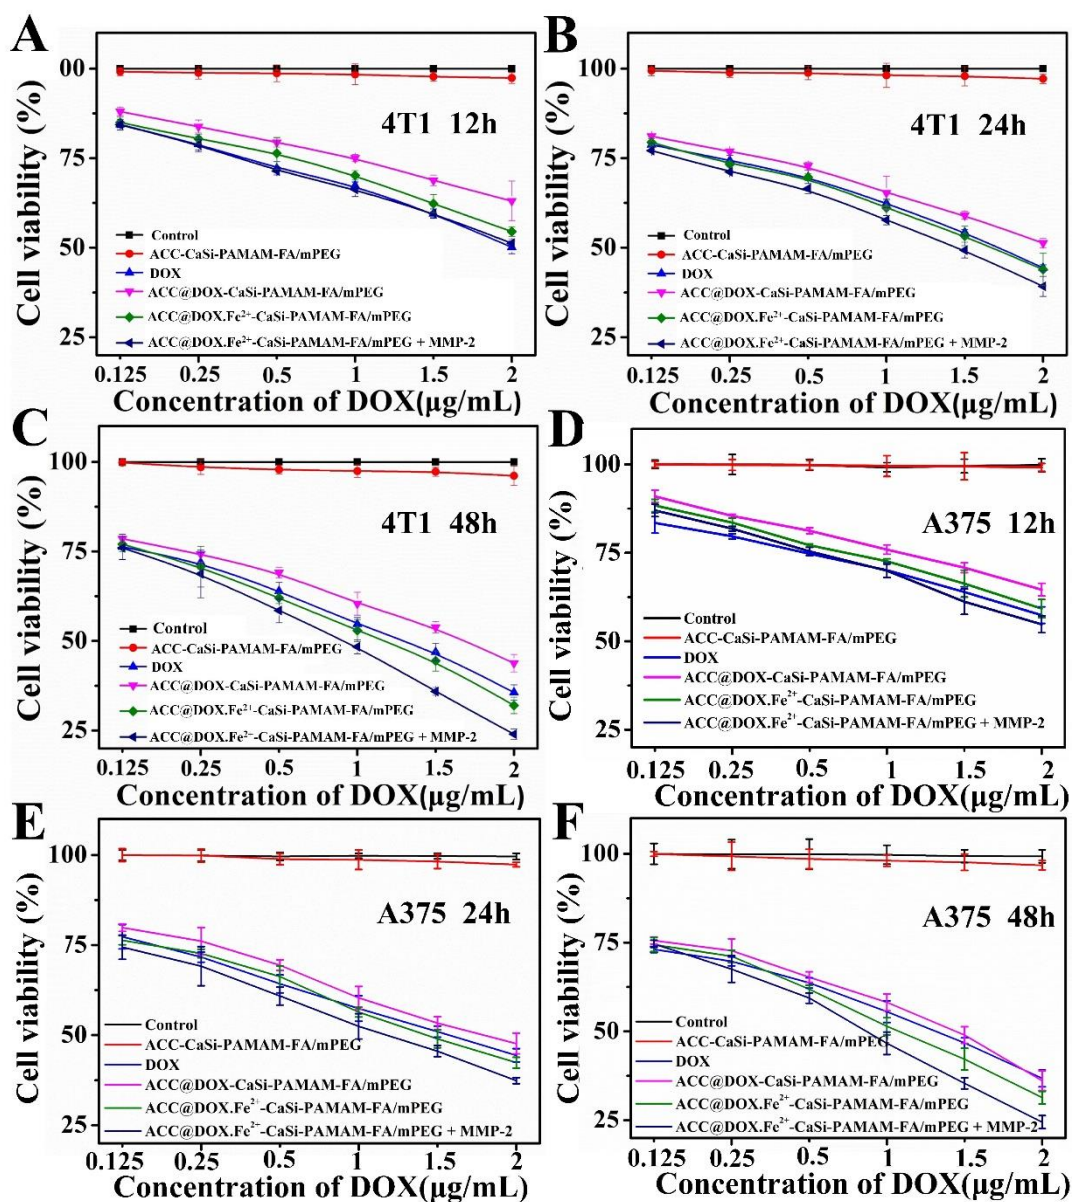 A
Cell viability (%)
00
75
50
25
4T1 12h
Control
ACC-CaSi-PAMAM-FA/mPEG
DOX
ACC@DOX-CaSi-PAMAM-FA/mPEG
ACC@DOX.Fe²⁺-CaSi-PAMAM-FA/mPEG
ACC@DOX.Fe²⁺-CaSi-PAMAM-FA/mPEG + MMP-2
0.125 0.25 0.5 1 1.5 2
Concentration of DOX(μg/mL)
B
Cell viability (%)
100
75
50
25
4T1 24h
Control
ACC-CaSi-PAMAM-FA/mPEG
DOX
ACC@DOX-CaSi-PAMAM-FA/mPEG
ACC@DOX.Fe²⁺-CaSi-PAMAM-FA/mPEG
ACC@DOX.Fe²⁺-CaSi-PAMAM-FA/mPEG + MMP-2
0.125 0.25 0.5 1 1.5 2
Concentration of DOX(μg/mL)
C
Cell viability (%)
100
75
50
25
4T1 48h
Control
ACC-CaSi-PAMAM-FA/mPEG
DOX
ACC@DOX-CaSi-PAMAM-FA/mPEG
ACC@DOX.Fe²⁺-CaSi-PAMAM-FA/mPEG
ACC@DOX.Fe²⁺-CaSi-PAMAM-FA/mPEG + MMP-2
0.125 0.25 0.5 1 1.5 2
Concentration of DOX(μg/mL)
D
Cell viability (%)
100
75
50
25
A375 12h
Control
ACC-CaSi-PAMAM-FA/mPEG
DOX
ACC@DOX-CaSi-PAMAM-FA/mPEG
ACC@DOX.Fe²⁺-CaSi-PAMAM-FA/mPEG
ACC@DOX.Fe²⁺-CaSi-PAMAM-FA/mPEG + MMP-2
0.125 0.25 0.5 1 1.5 2
Concentration of DOX(μg/mL)
E
Cell viability (%)
100
75
50
25
A375 24h
Control
ACC-CaSi-PAMAM-FA/mPEG
DOX
ACC@DOX-CaSi-PAMAM-FA/mPEG
ACC@DOX.Fe²⁺-CaSi-PAMAM-FA/mPEG
ACC@DOX.Fe²⁺-CaSi-PAMAM-FA/mPEG + MMP-2
0.125 0.25 0.5 1 1.5 2
Concentration of DOX(μg/mL)
F
Cell viability (%)
100
75
50
25
A375 48h
Control
ACC-CaSi-PAMAM-FA/mPEG
DOX
ACC@DOX-CaSi-PAMAM-FA/mPEG
ACC@DOX.Fe²⁺-CaSi-PAMAM-FA/mPEG
ACC@DOX.Fe²⁺-CaSi-PAMAM-FA/mPEG + MMP-2
0.125 0.25 0.5 1 1.5 2
Concentration of DOX(μg/mL)